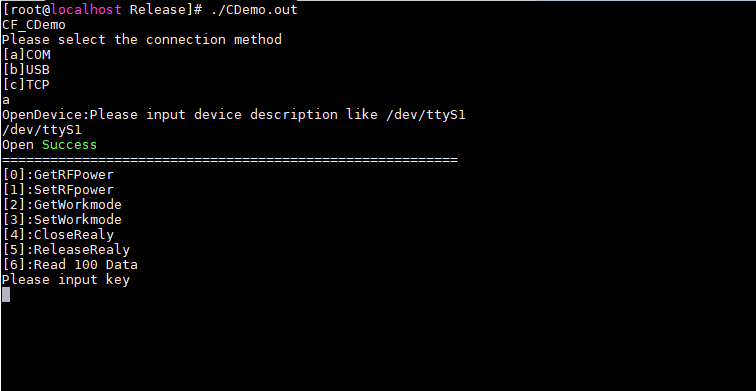 [root@localhost Release]# ./CDemo.out
CF_CDemo
Please select the connection method
[a]COM
[b]USB
[c]TCP
a
OpenDevice:Please input device description like /dev/ttyS1
/dev/ttyS1
Open Success
=========================================================
[0]:GetRFPower
[1]:SetRFpower
[2]:GetWorkmode
[3]:SetWorkmode
[4]:CloseRealy
[5]:ReleaseRealy
[6]:Read 100 Data
Please input key